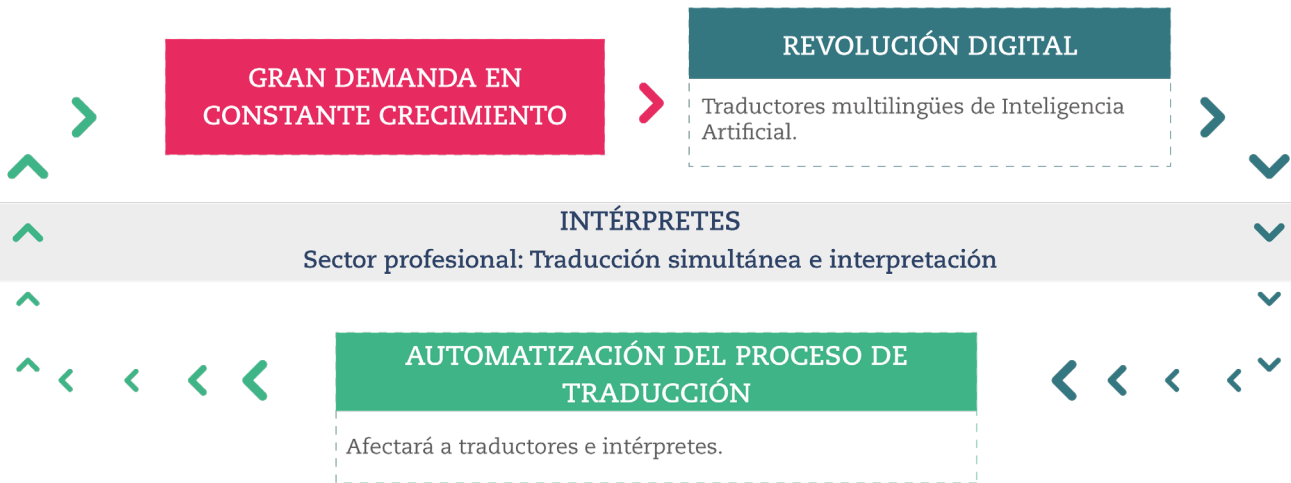 GRAN DEMANDA EN
CONSTANTE CRECIMIENTO
REVOLUCIÓN DIGITAL
Traductores multilingües de Inteligencia
Artificial.
INTÉRPRETES
Sector profesional: Traducción simultánea e interpretación
AUTOMATIZACIÓN DEL PROCESO DE
TRADUCCIÓN
Afectará a traductores e intérpretes.